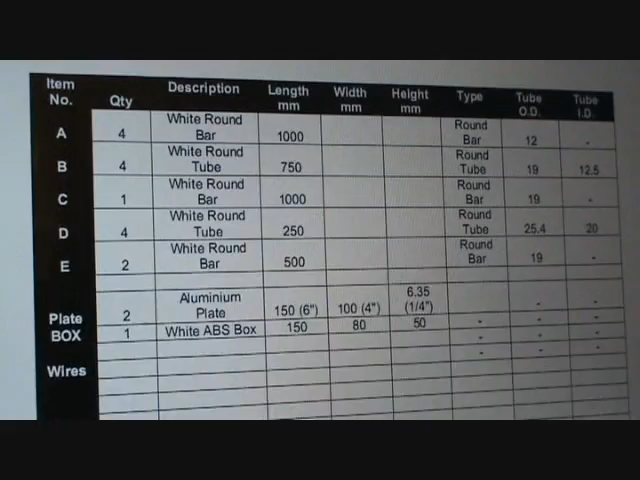 Item No. Qty Description Length mm Width mm Height mm Type Tube O.D. Tube I.D.
A 4 White Round Bar 1000 Round Bar 12 -
B 4 White Round Tube 750 Round Tube 19 12.5
C 1 White Round Bar 1000 Round Bar 19 -
D 4 White Round Tube 250 Round Tube 25.4 20
E 2 White Round Bar 500 Round Bar 19 -
Plate 2 Aluminium Plate 150 (6") 100 (4") 6.35 (1/4") - -
BOX 1 White ABS Box 150 80 50 - - -
- - -
Wires - - -